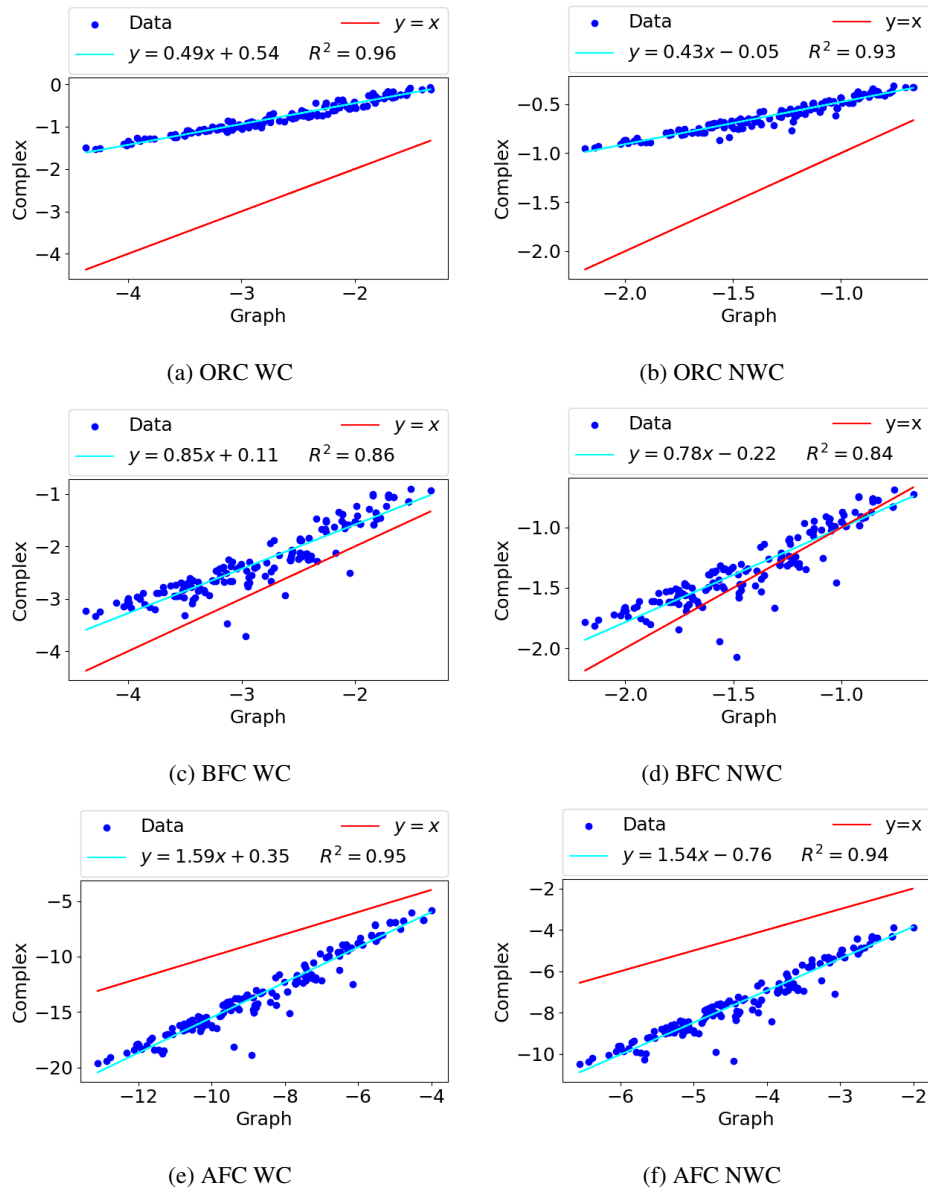 Data y = x
y = 0.49x + 0.54 R² = 0.96
0
−1
−2
−3
−4
Complex
−4 −3 −2
Graph
(a) ORC WC
Data y=x
y = 0.43x − 0.05 R² = 0.93
−0.5
−1.0
−1.5
−2.0
Complex
−2.0 −1.5 −1.0
Graph
(b) ORC NWC
Data y = x
y = 0.85x + 0.11 R² = 0.86
−1
−2
−3
−4
Complex
−4 −3 −2
Graph
(c) BFC WC
Data y=x
y = 0.78x − 0.22 R² = 0.84
−1.0
−1.5
−2.0
Complex
−2.0 −1.5 −1.0
Graph
(d) BFC NWC
Data y = x
y = 1.59x + 0.35 R² = 0.95
−5
−10
−15
−20
Complex
−12 −10 −8 −6 −4
Graph
(e) AFC WC
Data y=x
y = 1.54x − 0.76 R² = 0.94
−2
−4
−6
−8
−10
Complex
−6 −5 −4 −3 −2
Graph
(f) AFC NWC